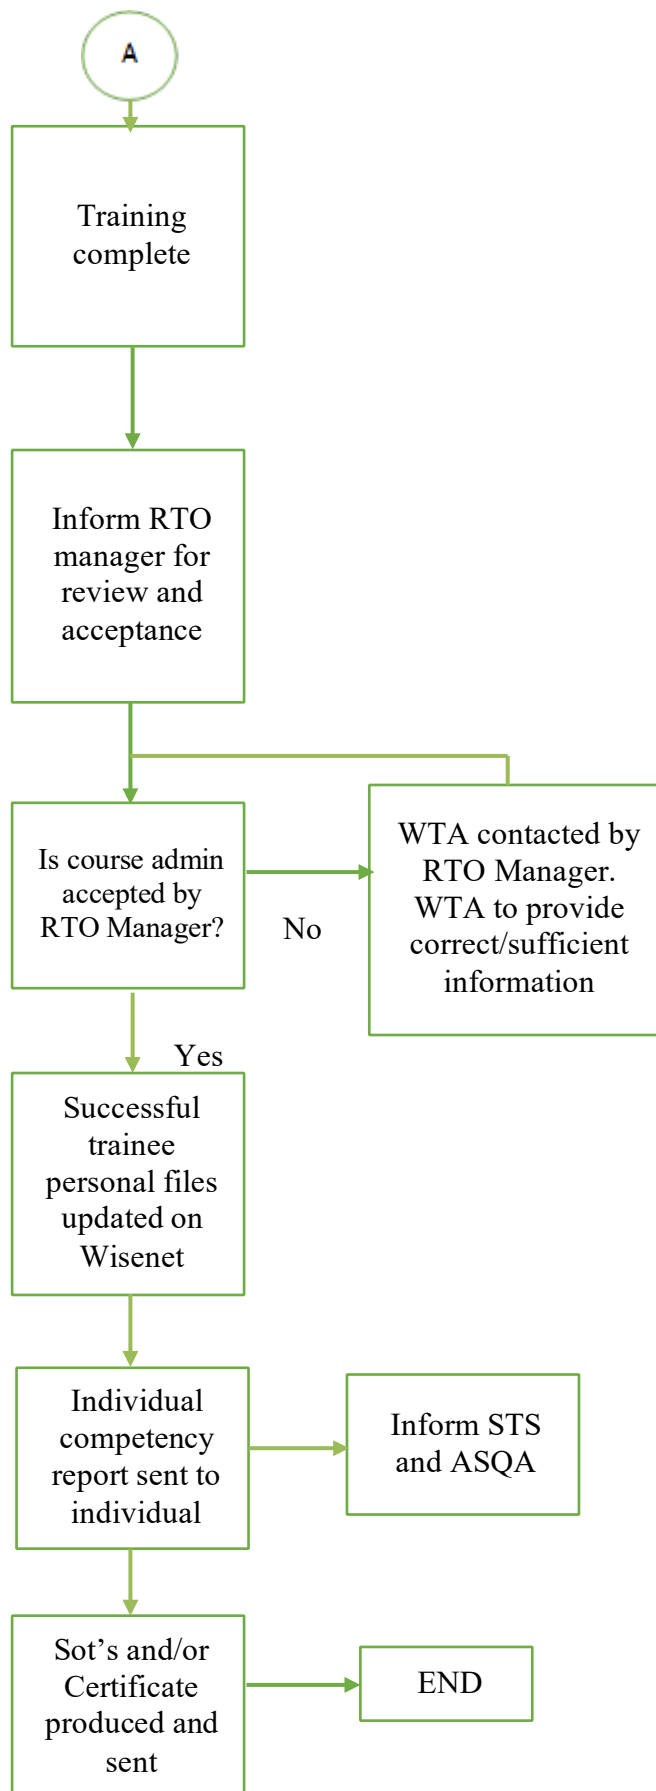 A
Training
complete
Inform RTO
manager for
review and
acceptance
Is course admin
accepted by
RTO Manager?
No
WTA contacted by
RTO Manager.
WTA to provide
correct/sufficient
information
Yes
Successful
trainee
personal files
updated on
Wisenet
Individual
competency
report sent to
individual
Inform STS
and ASQA
Sot’s and/or
Certificate
produced and
sent
END